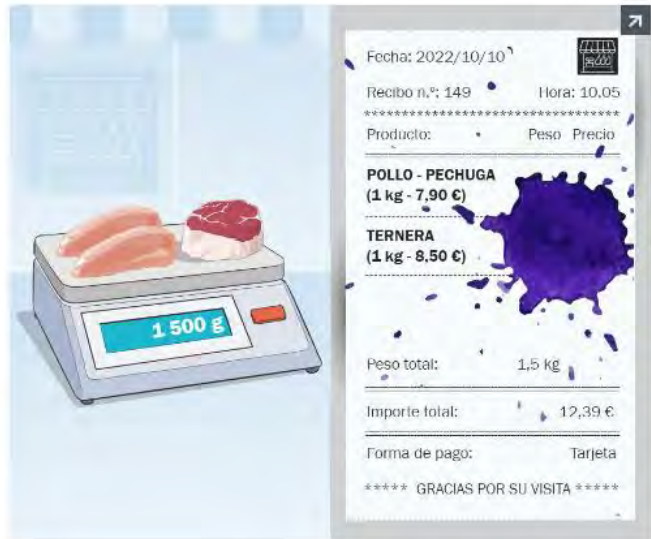 1 500 g
Fecha: 2022/10/10
Recibo n.º: 149 Hora: 10.05
************************************
Producto: Peso Precio
POLLO - PECHUGA
(1 kg - 7,90 €)
TERNERA
(1 kg - 8,50 €)
Peso total: 1,5 kg
Importe total: 12,39 €
Forma de pago: Tarjeta
***** GRACIAS POR SU VISITA *****